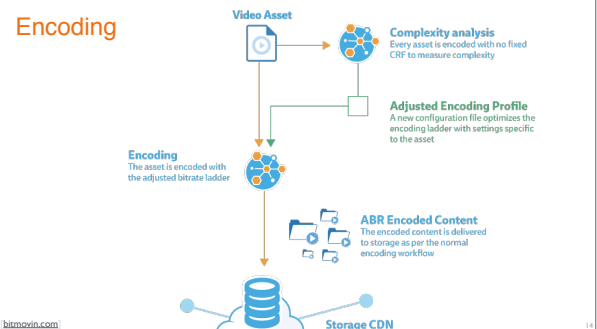 Encoding
Video Asset
Complexity analysis
Every asset is encoded with no fixed
CRF to measure complexity
Adjusted Encoding Profile
A new configuration file optimizes the
encoding ladder with settings specific
to the asset
Encoding
The asset is encoded with
the adjusted bitrate ladder
ABR Encoded Content
The encoded content is delivered
to storage as per the normal
encoding workflow
Storage CDN
[bitmovin.com]
14